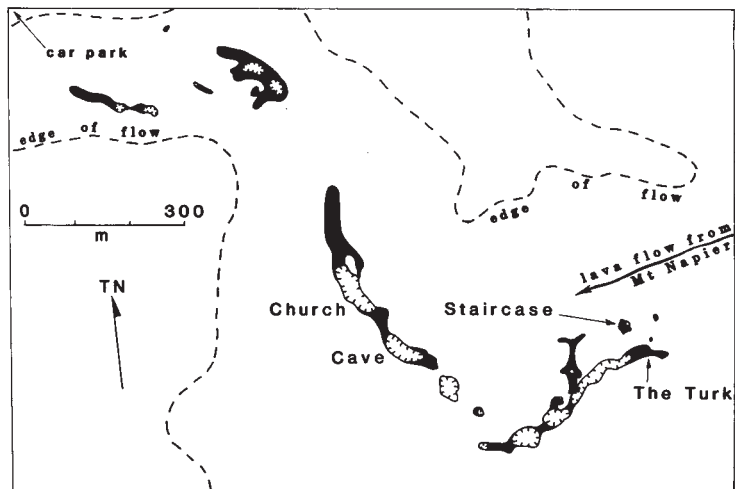 car park
edge of flow
edge of flow
0 300
m
lava flow from
Mt Napier
TN
Church
Staircase
Cave
The Turk